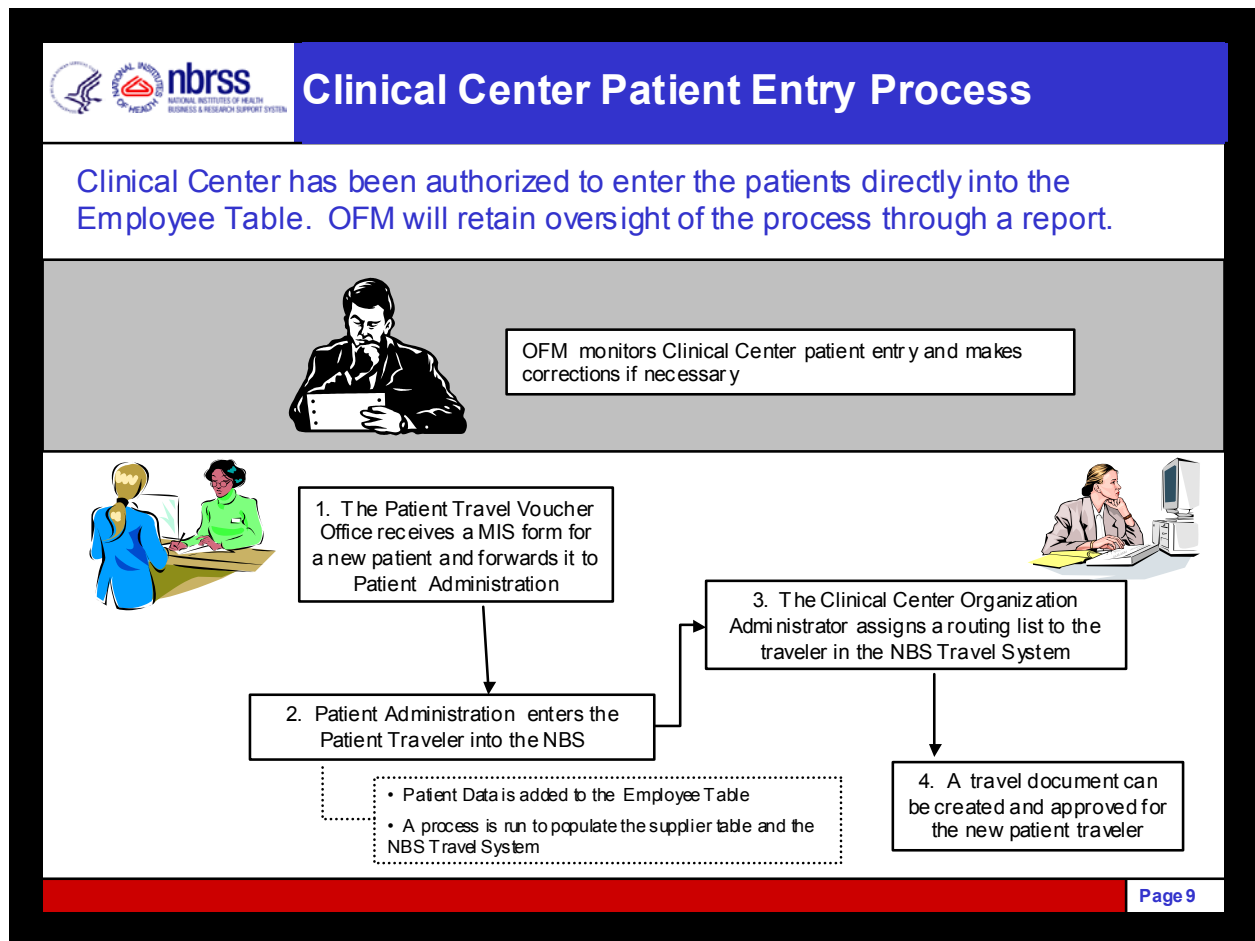 NATIONAL INSTITUTES
OF HEALTH
nbrss
NATIONAL INSTITUTES OF HEALTH
BUSINESS & RESEARCH SUPPORT SYSTEM
Clinical Center Patient Entry Process
Clinical Center has been authorized to enter the patients directly into the
Employee Table. OFM will retain oversight of the process through a report.
OFM monitors Clinical Center patient entry and makes
corrections if necessary
1. The Patient Travel Voucher
Office receives a MIS form for
a new patient and forwards it to
Patient Administration
3. The Clinical Center Organization
Administrator assigns a routing list to the
traveler in the NBS Travel System
2. Patient Administration enters the
Patient Traveler into the NBS
• Patient Data is added to the Employee Table
• A process is run to populate the supplier table and the
NBS Travel System
4. A travel document can
be created and approved for
the new patient traveler
Page 9